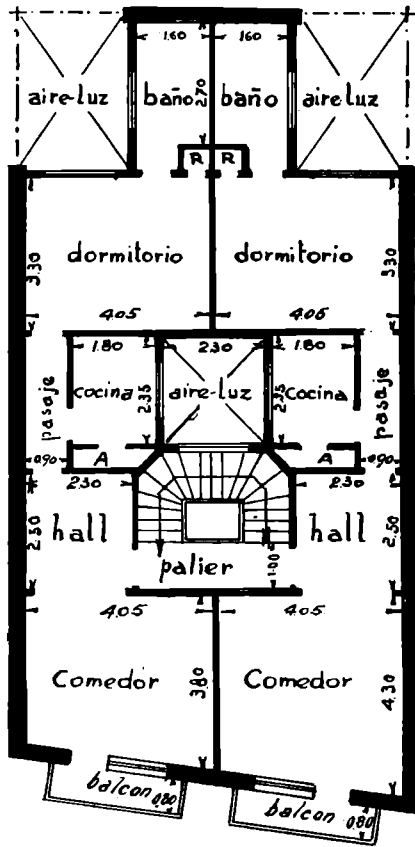 1.60 1.60
aire-luz baño 2.70 baño aire-luz
R R
3.30 dormitorio dormitorio 3.30
4.05 4.05
1.80 2.30 1.80
pasaje cocina 2.35 aire-luz 2.35 cocina pasaje
0.90 A A 0.90
2.30 2.30
2.50 hall hall 2.50
palier 1.00
4.05 4.05
Comedor 3.80 Comedor 4.30
balcon 0.80 balcon 0.80